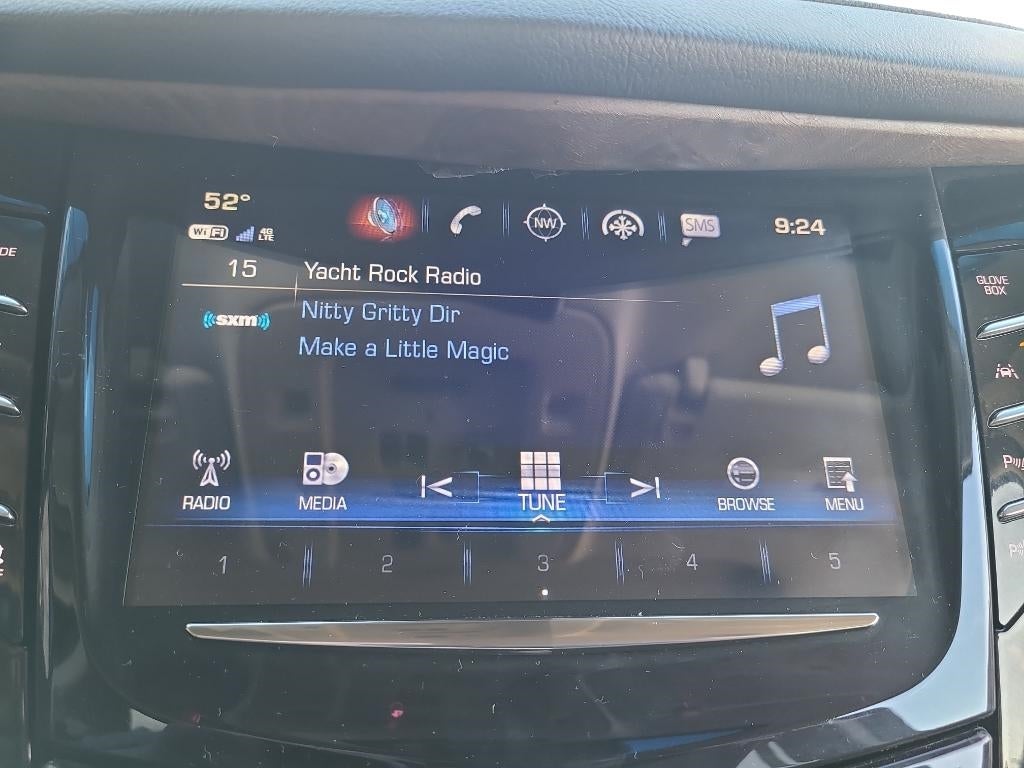 52°
WiFi
4G
LTE
NW
SMS
9:24
15
Yacht Rock Radio
((sxm))
Nitty Gritty Dir
Make a Little Magic
RADIO
MEDIA
TUNE
BROWSE
MENU
1
2
3
4
5
DE
GLOVE
BOX